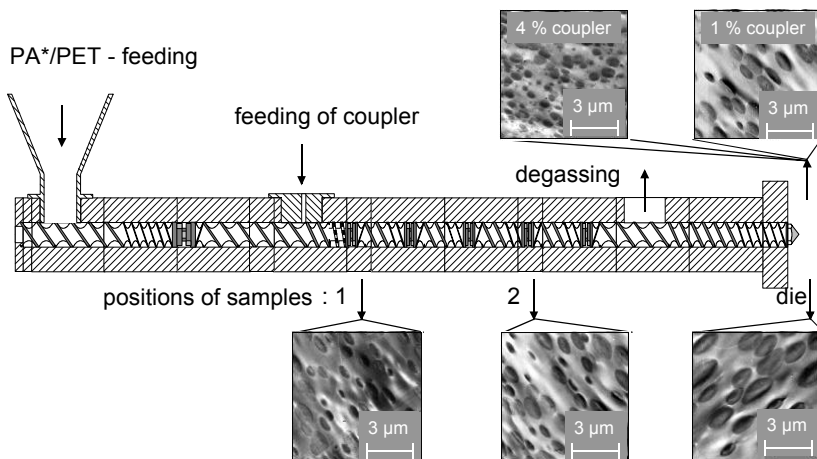 4 % coupler
1 % coupler
PA*/PET - feeding
3 µm
3 µm
feeding of coupler
degassing
positions of samples : 1
2
die
3 µm
3 µm
3 µm